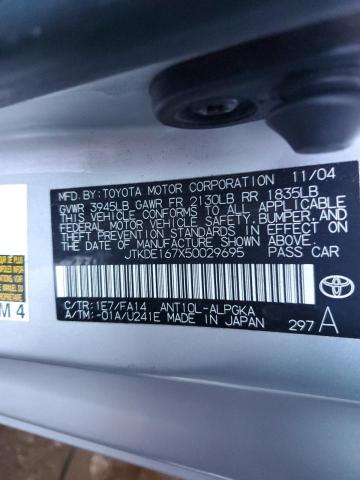 MFD. BY: TOYOTA MOTOR CORPORATION 11/04
GVWR 3945LB GAWR FR 2130LB RR 1835LB
THIS VEHICLE CONFORMS TO ALL APPLICABLE
FEDERAL MOTOR VEHICLE SAFETY, BUMPER, AND
THEFT PREVENTION STANDARDS IN EFFECT ON
THE DATE OF MANUFACTURE SHOWN ABOVE.
JTKDE167X50029695 PASS CAR
C/TR: 1E7/FA14 ANT10L-ALPGKA
A/TM: -01A/U241E MADE IN JAPAN
297 A
TOYOTA
M 4